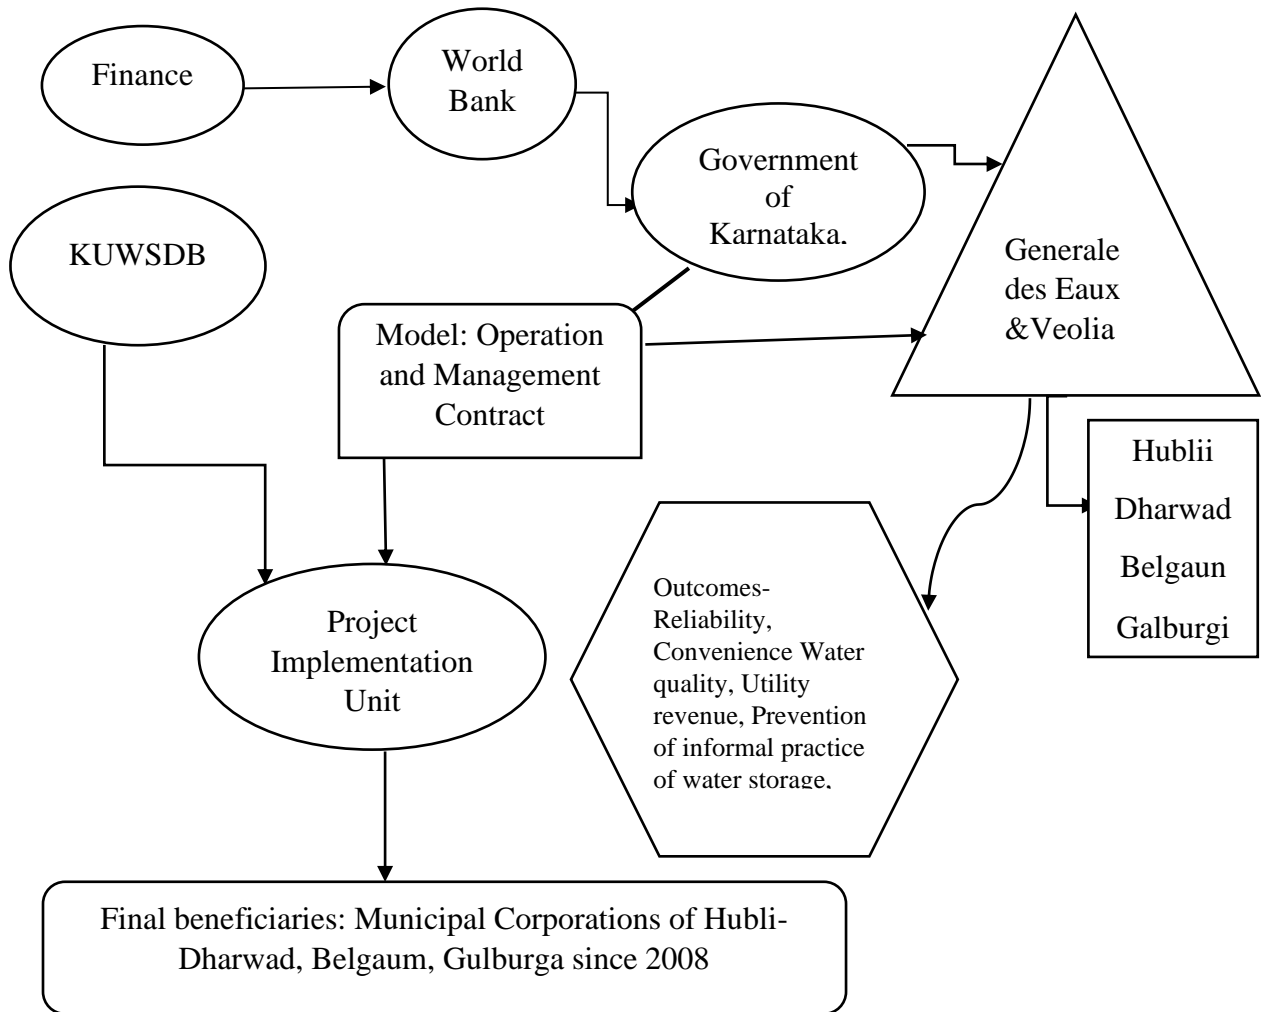 Finance
World
Bank
Government
of
Karnataka.
KUWSDB
Generale
des Eaux
&Veolia
Model: Operation
and Management
Contract
Hublii
Dharwad
Belgaun
Galburgi
Project
Implementation
Unit
Outcomes-
Reliability,
Convenience Water
quality, Utility
revenue, Prevention
of informal practice
of water storage.
Final beneficiaries: Municipal Corporations of Hubli-
Dharwad, Belgaum, Gulburga since 2008